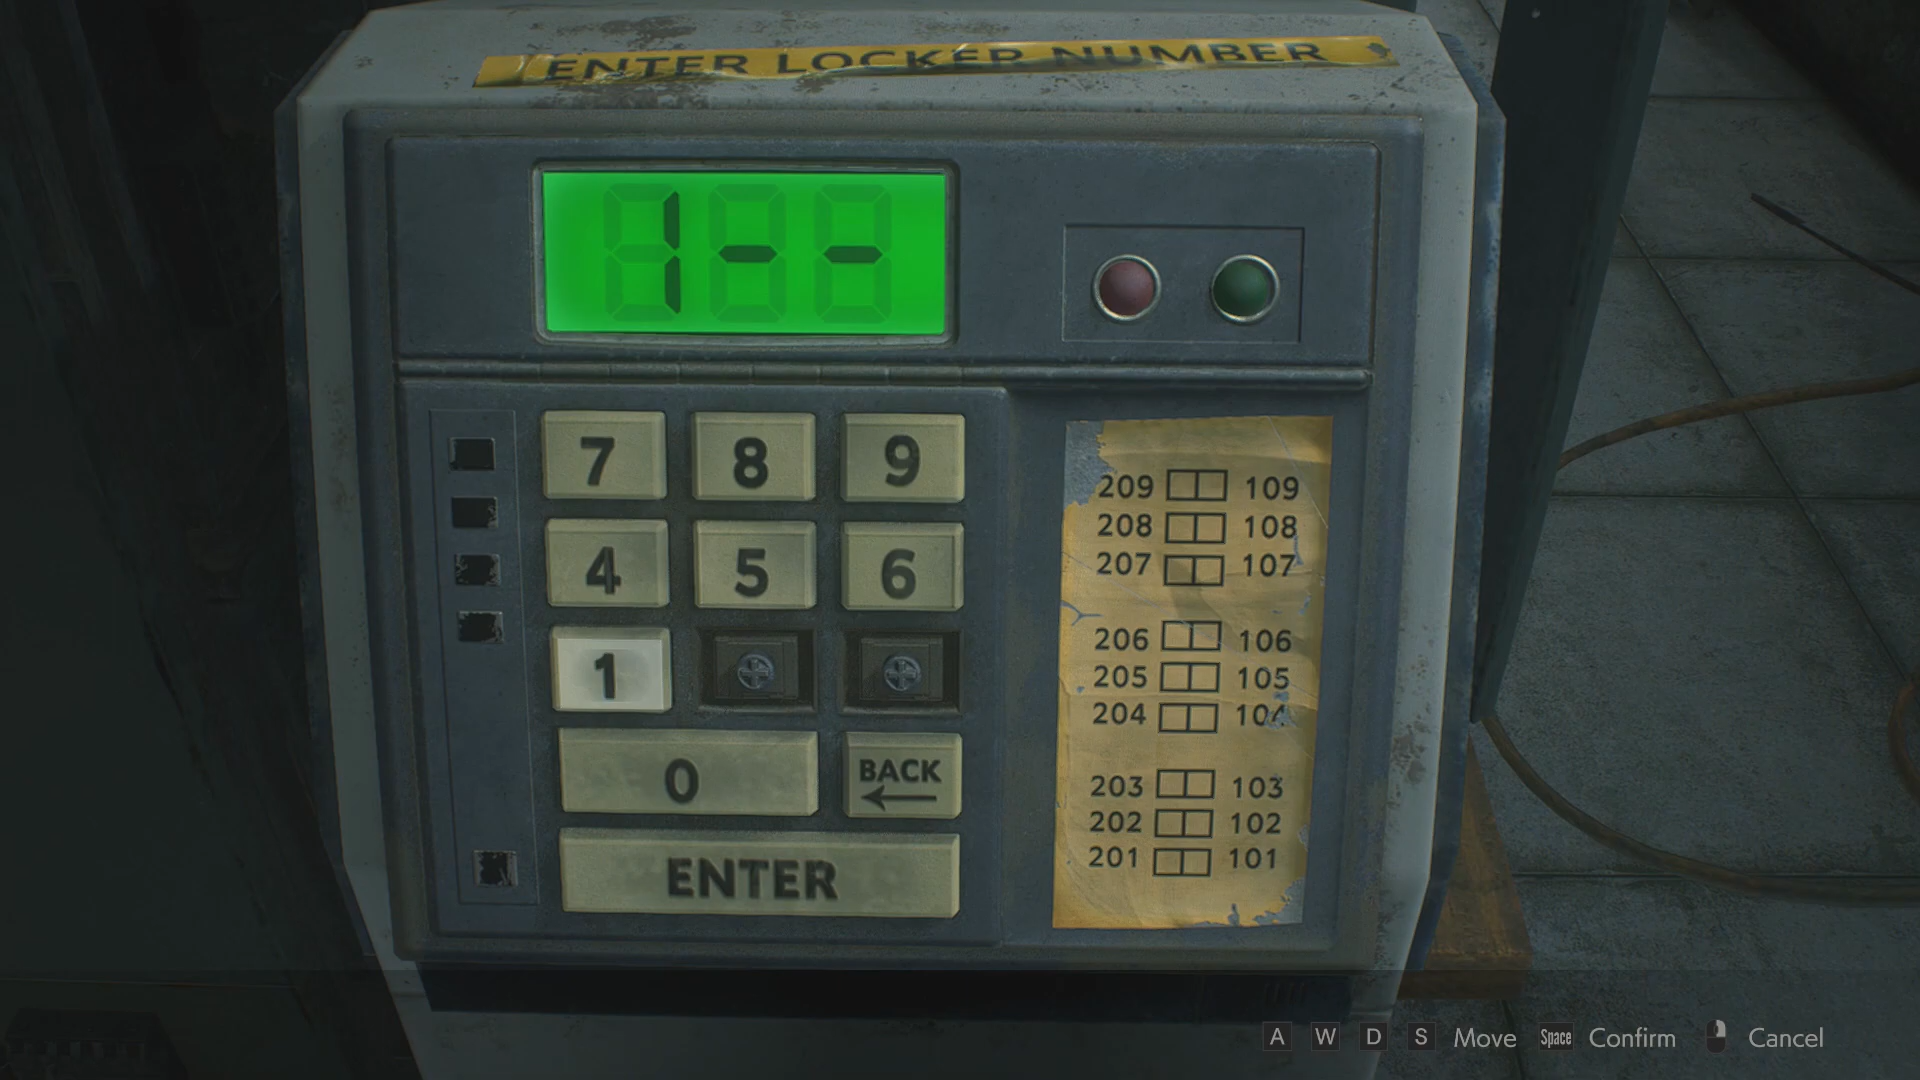 ENTER LOCKER NUMBER
1--
7 8 9
4 5 6
1
0 BACK
ENTER
209 109
208 108
207 107
206 106
205 105
204 104
203 103
202 102
201 101
A W D S Move Space Confirm Cancel